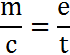 m/c = e/t